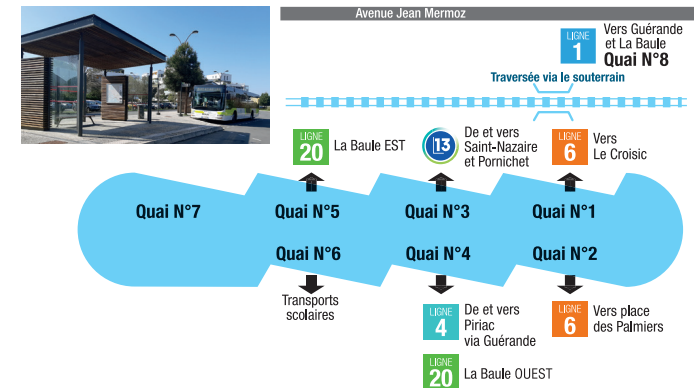 Avenue Jean Mermoz
LIGNE
1
Vers Guérande
et La Baule
Quai N°8
Traversée via le souterrain
LIGNE
20
La Baule EST
13
De et vers
Saint-Nazaire
et Pornichet
LIGNE
6
Vers
Le Croisic
Quai N°7
Quai N°5
Quai N°3
Quai N°1
Quai N°6
Quai N°4
Quai N°2
Transports
scolaires
LIGNE
4
De et vers
Piriac
via Guérande
LIGNE
6
Vers place
des Palmiers
LIGNE
20
La Baule OUEST